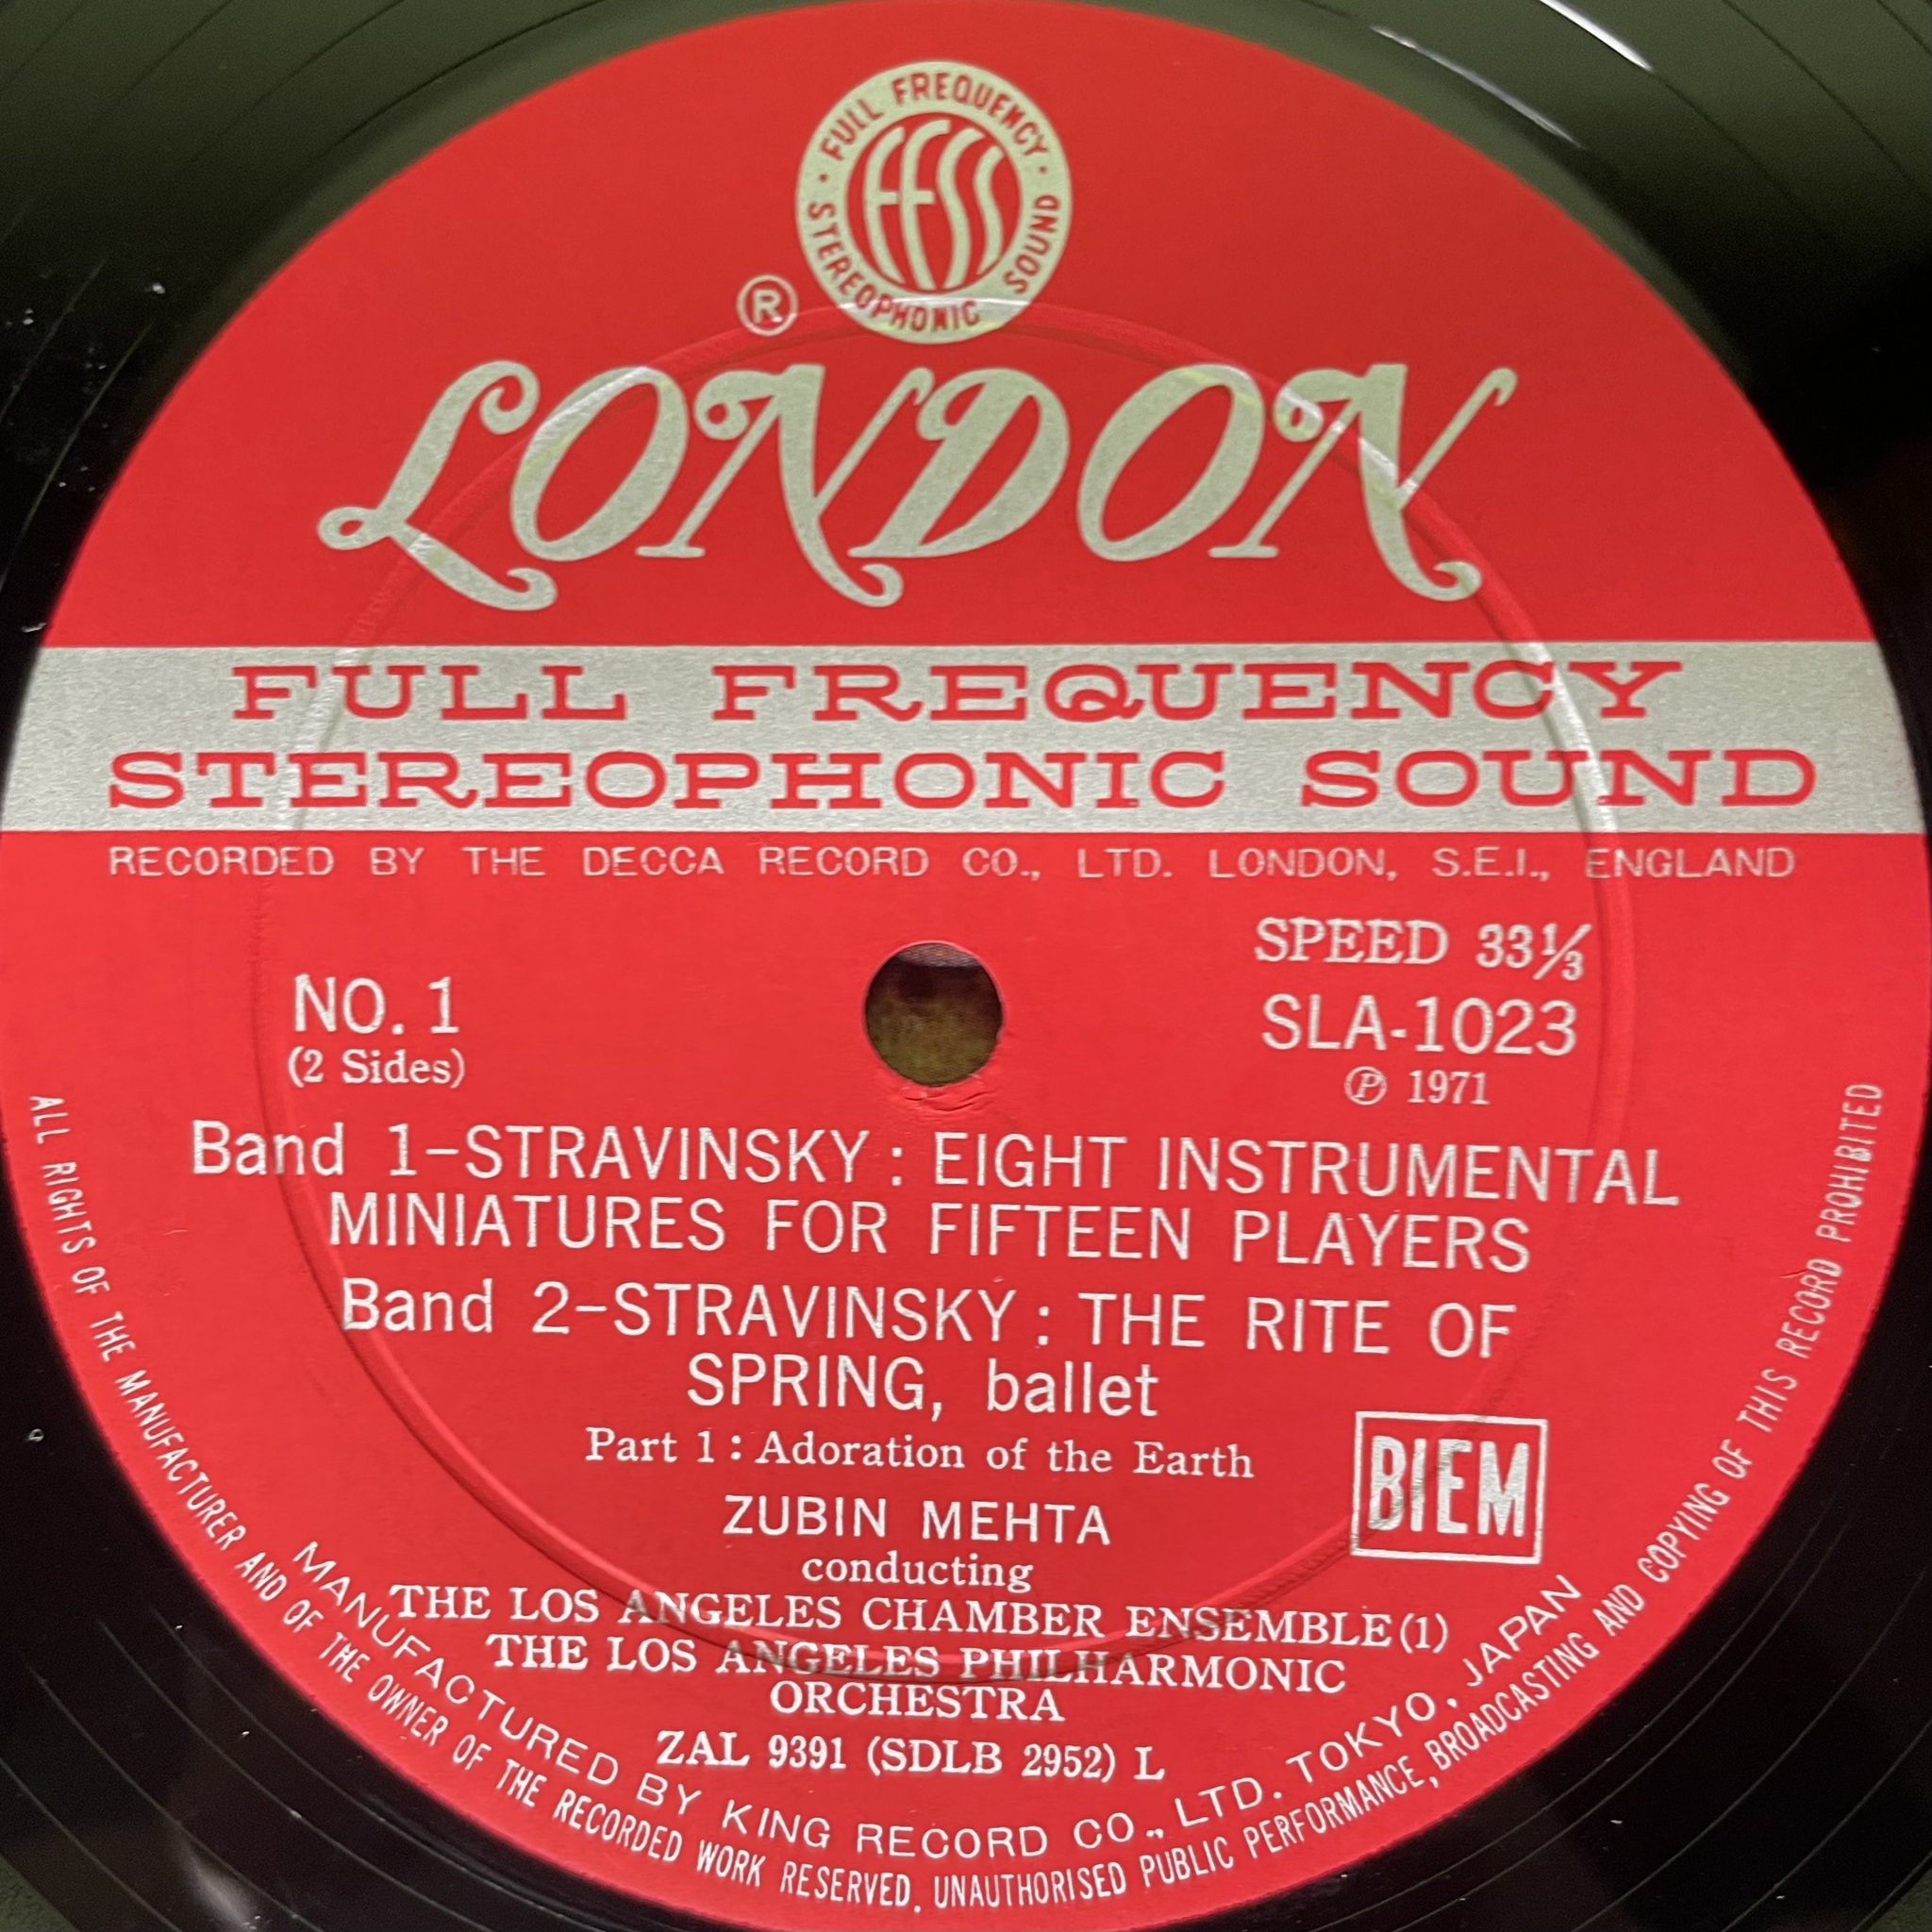 · FULL FREQUENCY · STEREOPHONIC SOUND
FFSS
®
LONDON
FULL FREQUENCY
STEREOPHONIC SOUND
RECORDED BY THE DECCA RECORD CO., LTD. LONDON, S.E.I., ENGLAND
SPEED 33⅓
NO. 1
SLA-1023
(2 Sides)
℗ 1971
Band 1-STRAVINSKY : EIGHT INSTRUMENTAL
MINIATURES FOR FIFTEEN PLAYERS
Band 2-STRAVINSKY : THE RITE OF
SPRING, ballet
Part 1 : Adoration of the Earth
BIEM
ZUBIN MEHTA
conducting
THE LOS ANGELES CHAMBER ENSEMBLE(1)
THE LOS ANGELES PHILHARMONIC
ORCHESTRA
ZAL 9391 (SDLB 2952) L
MANUFACTURED BY KING RECORD CO., LTD. TOKYO, JAPAN
ALL RIGHTS OF THE MANUFACTURER AND OF THE OWNER OF THE RECORDED WORK RESERVED. UNAUTHORISED PUBLIC PERFORMANCE, BROADCASTING AND COPYING OF THIS RECORD PROHIBITED